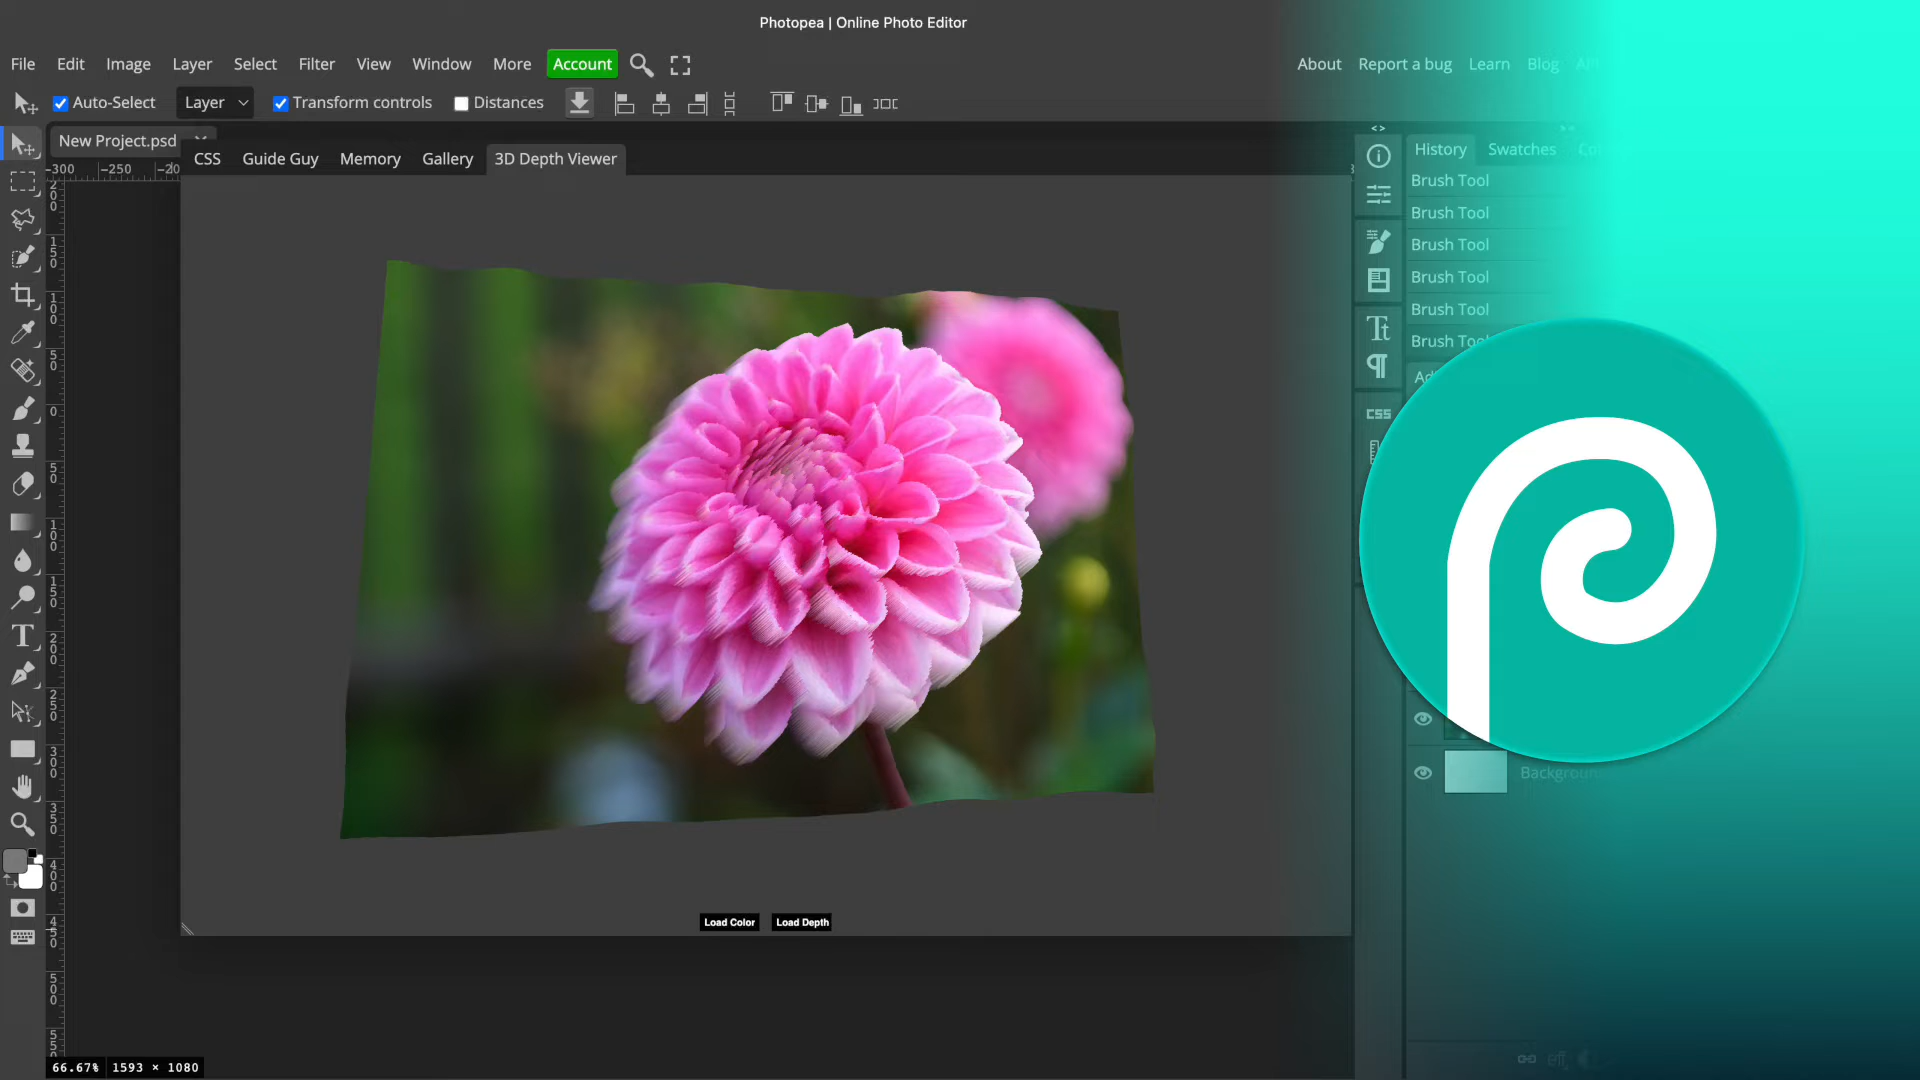 Photopea | Online Photo Editor
File Edit Image Layer Select Filter View Window More Account About Report a bug Learn Blog
Auto-Select Layer Transform controls Distances
New Project.psd
CSS Guide Guy Memory Gallery 3D Depth Viewer
History Swatches
Brush Tool
Brush Tool
Brush Tool
Brush Tool
Brush Tool
Brush Tool
CSS
Background
Load Color Load Depth
66.67% 1593 × 1080